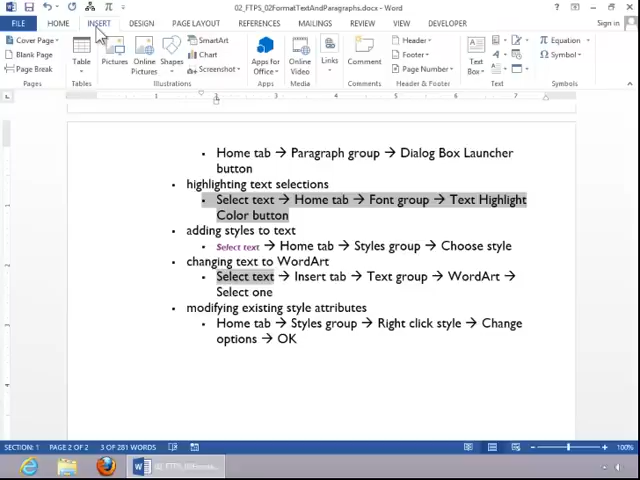 02_FTPS_02FormatTextAndParagraphs.docx - Word
FILE HOME INSERT DESIGN PAGE LAYOUT REFERENCES MAILINGS REVIEW VIEW DEVELOPER Sign in
Cover Page
Blank Page
Page Break
Pages
Table
Tables
Pictures
Online
Pictures
Shapes
SmartArt
Chart
Screenshot
Illustrations
Apps for
Office
Apps
Online
Video
Media
Links
Comment
Comments
Header
Footer
Page Number
Header & Footer
Text
Box
Text
Equation
Symbol
Symbols
Home tab → Paragraph group → Dialog Box Launcher
button
highlighting text selections
Select text → Home tab → Font group → Text Highlight
Color button
adding styles to text
Select text → Home tab → Styles group → Choose style
changing text to WordArt
Select text → Insert tab → Text group → WordArt →
Select one
modifying existing style attributes
Home tab → Styles group → Right click style → Change
options → OK
SECTION: 1 PAGE 2 OF 2 3 OF 281 WORDS 100%